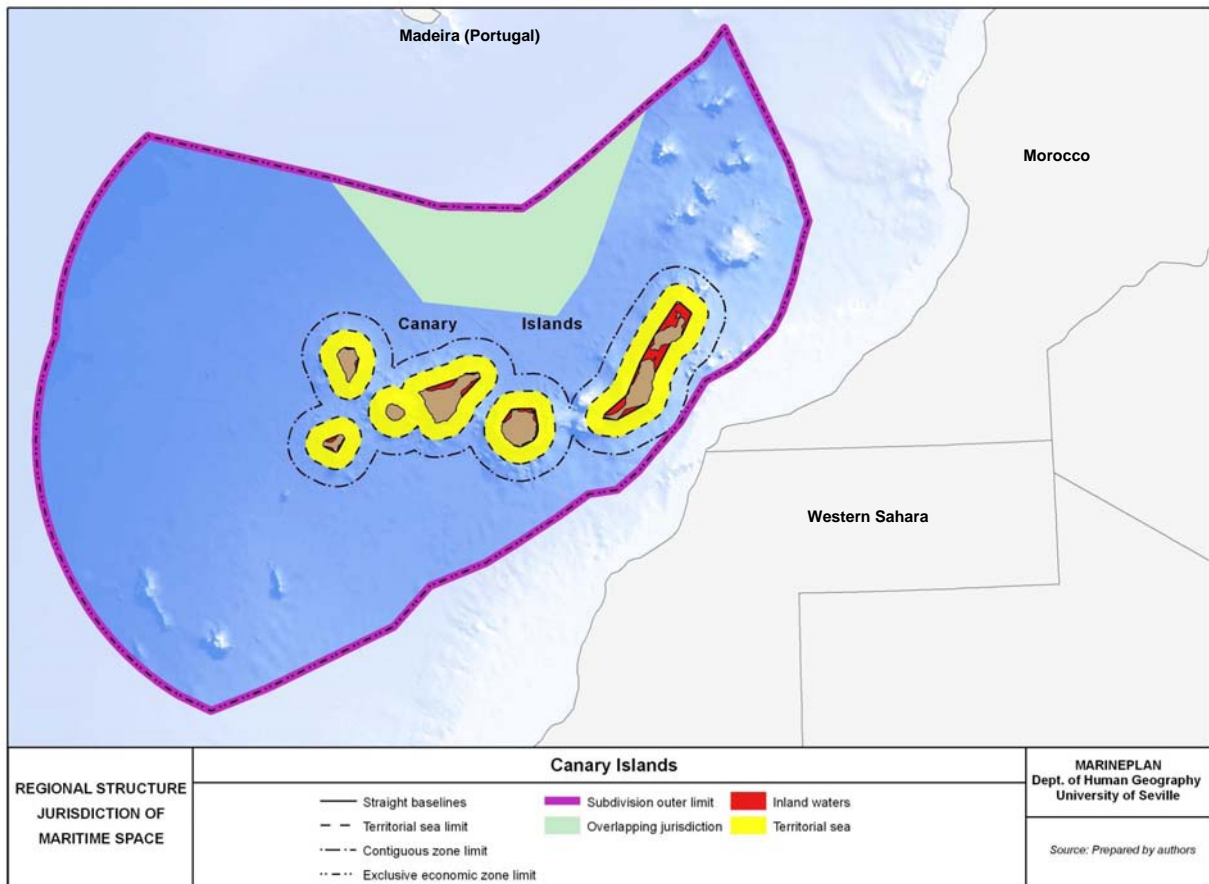 Madeira (Portugal)
Morocco
Canary Islands
Western Sahara
REGIONAL STRUCTURE
JURISDICTION OF
MARITIME SPACE
Canary Islands
Straight baselines
Territorial sea limit
Contiguous zone limit
Exclusive economic zone limit
Subdivision outer limit
Overlapping jurisdiction
Inland waters
Territorial sea
MARINEPLAN
Dept. of Human Geography
University of Seville
Source: Prepared by authors